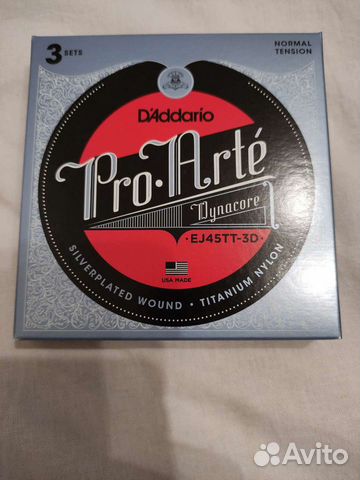 3 SETS
NORMAL
TENSION
D'Addario
Pro·Arté
Dynacore
· EJ45TT-3D ·
USA MADE
SILVERPLATED WOUND · TITANIUM NYLON
Avito